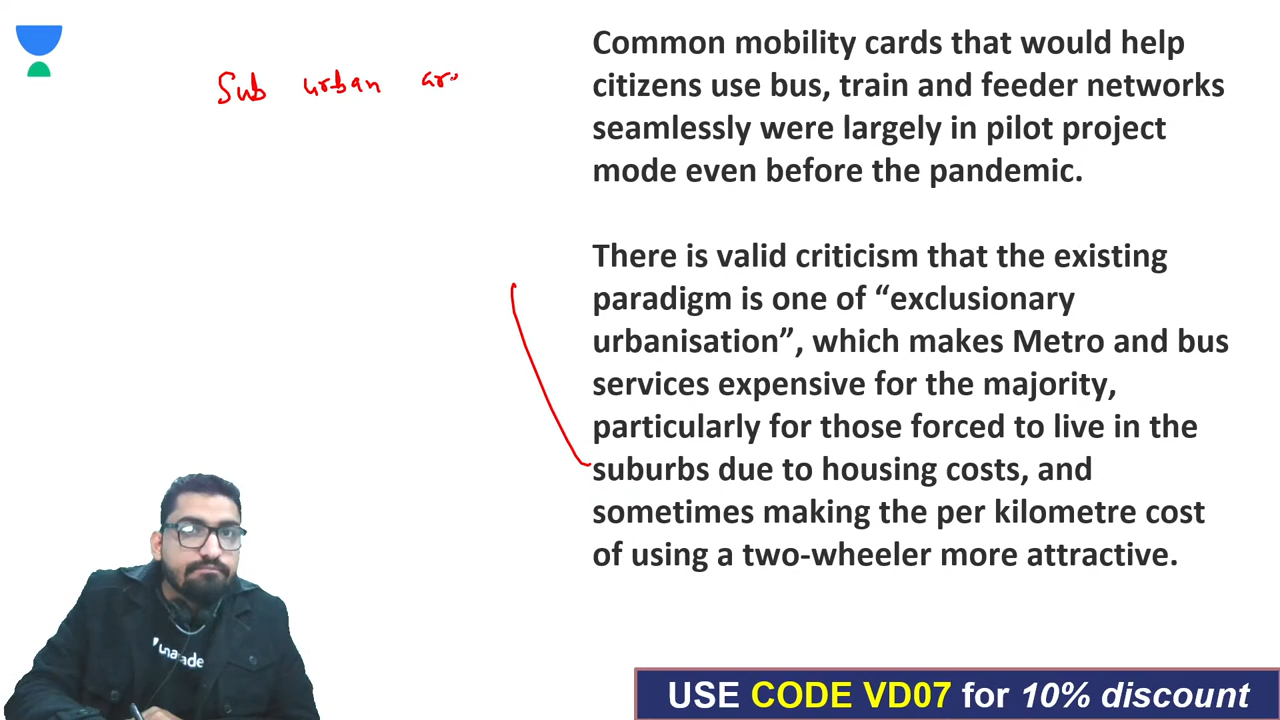 Sub urban ar
Common mobility cards that would help
citizens use bus, train and feeder networks
seamlessly were largely in pilot project
mode even before the pandemic.
There is valid criticism that the existing
paradigm is one of “exclusionary
urbanisation”, which makes Metro and bus
services expensive for the majority,
particularly for those forced to live in the
suburbs due to housing costs, and
sometimes making the per kilometre cost
of using a two-wheeler more attractive.
USE CODE VD07 for 10% discount